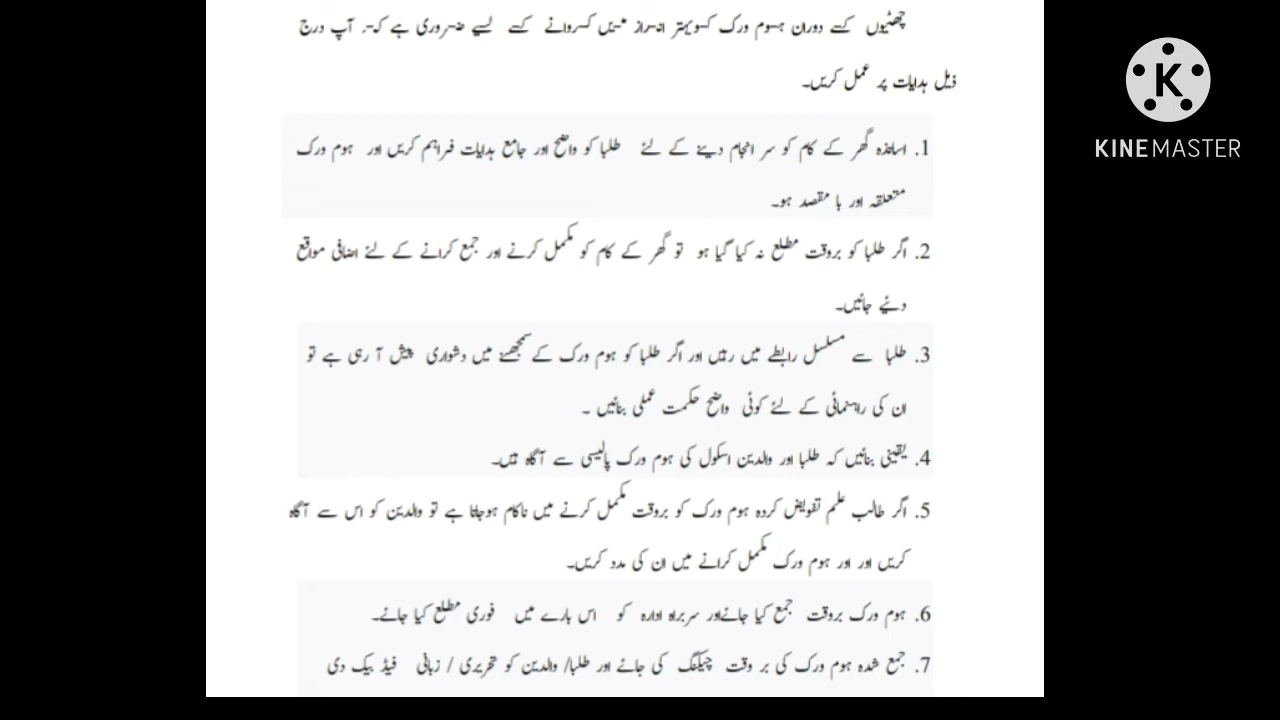 چھٹیوں کے دوران ہوم ورک کو بہتر انداز میں کروانے کے لیے ضروری ہے کہ آپ درج
ذیل ہدایات پر عمل کریں۔
1. اساتذہ گھر کے کام کو سر انجام دینے کے لئے طلبا کو واضح اور جامع ہدایات فراہم کریں اور ہوم ورک
متعلقہ اور با مقصد ہو۔
2. اگر طلبا کو بروقت مطلع نہ کیا گیا ہو تو گھر کے کام کو مکمل کرنے اور جمع کرانے کے لئے اضافی مواقع
دئیے جائیں۔
3. طلبا سے مسلسل رابطے میں رہیں اور اگر طلبا کو ہوم ورک کے سمجھنے میں دشواری پیش آ رہی ہے تو
ان کی راہنمائی کے لئے کوئی واضح حکمت عملی بنائیں ۔
4. یقینی بنائیں کہ طلبا اور والدین اسکول کی ہوم ورک پالیسی سے آگاہ ہیں۔
5. اگر طالب علم تفویض کردہ ہوم ورک کو بروقت مکمل کرنے میں ناکام ہوجاتا ہے تو والدین کو اس سے آگاہ
کریں اور اور ہوم ورک مکمل کرانے میں ان کی مدد کریں۔
6. ہوم ورک بروقت جمع کیا جائےاور سربراہ ادارہ کو اس بارے میں فوری مطلع کیا جائے۔
7. جمع شدہ ہوم ورک کی بر وقت چیکنگ کی جائے اور طلبا/ والدین کو تحریری / زبانی فیڈ بیک دی
KINEMASTER